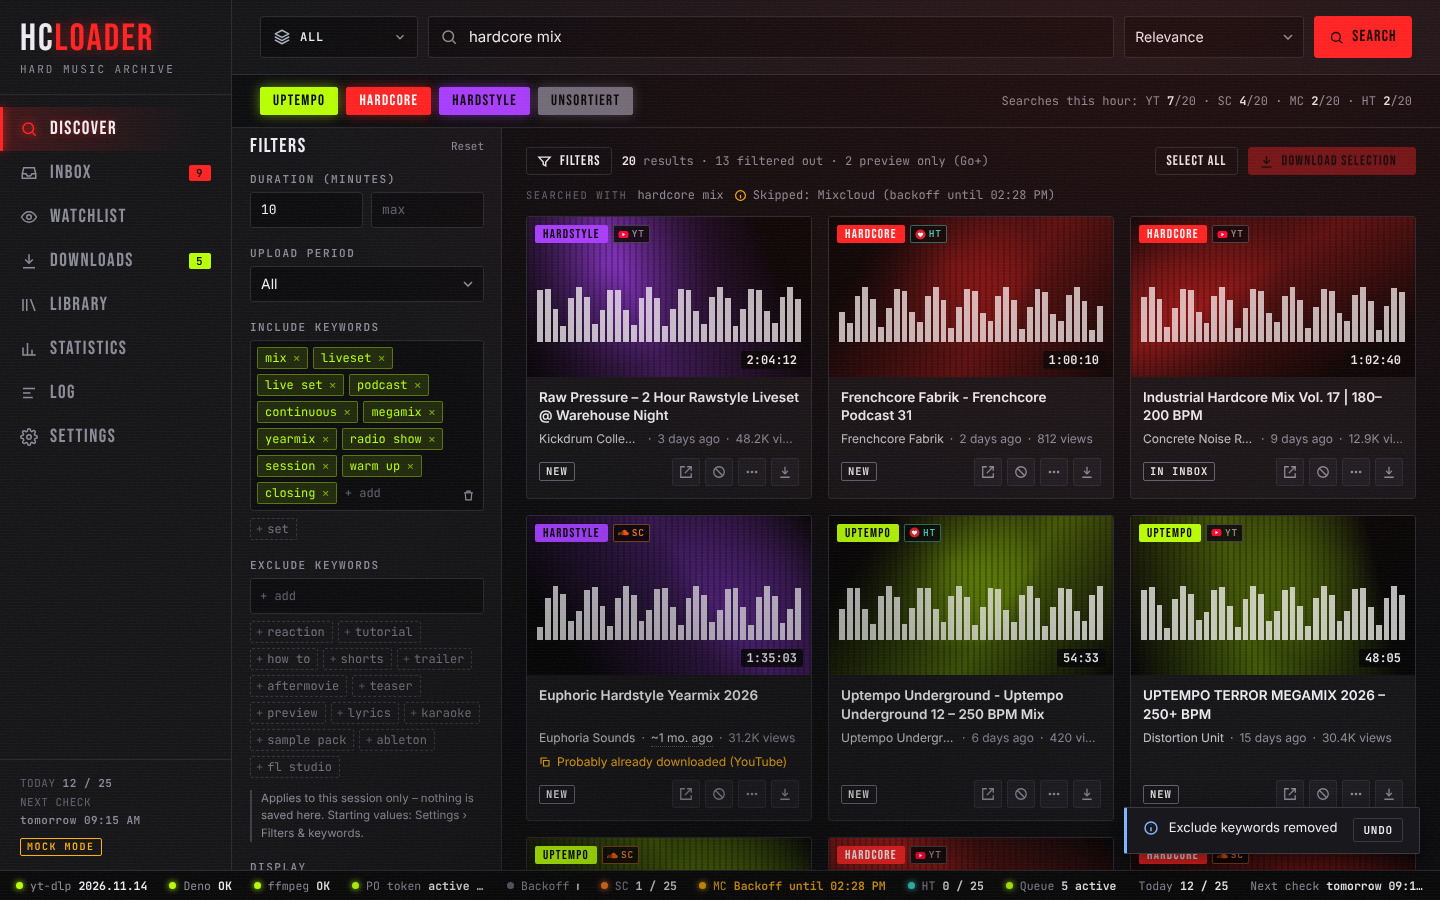 HCLOADER
HARD MUSIC ARCHIVE
DISCOVER
INBOX 9
WATCHLIST
DOWNLOADS 5
LIBRARY
STATISTICS
LOG
SETTINGS
TODAY 12 / 25
NEXT CHECK
tomorrow 09:15 AM
MOCK MODE
ALL
hardcore mix
Relevance
SEARCH
UPTEMPO HARDCORE HARDSTYLE UNSORTIERT
Searches this hour: YT 7/20 · SC 4/20 · MC 2/20 · HT 2/20
FILTERS Reset
DURATION (MINUTES)
10 max
UPLOAD PERIOD
All
INCLUDE KEYWORDS
mix × liveset ×
live set × podcast ×
continuous × megamix ×
yearmix × radio show ×
session × warm up ×
closing × + add
+ set
EXCLUDE KEYWORDS
+ add
+ reaction + tutorial
+ how to + shorts + trailer
+ aftermovie + teaser
+ preview + lyrics + karaoke
+ sample pack + ableton
+ fl studio
Applies to this session only – nothing is
saved here. Starting values: Settings ›
Filters & keywords.
DISPLAY
FILTERS 20 results · 13 filtered out · 2 preview only (Go+)
SELECT ALL DOWNLOAD SELECTION
SEARCHED WITH hardcore mix Skipped: Mixcloud (backoff until 02:28 PM)
HARDSTYLE YT
2:04:12
Raw Pressure – 2 Hour Rawstyle Liveset
@ Warehouse Night
Kickdrum Colle... · 3 days ago · 48.2K vi...
NEW
HARDCORE HT
1:00:10
Frenchcore Fabrik - Frenchcore
Podcast 31
Frenchcore Fabrik · 2 days ago · 812 views
NEW
HARDCORE YT
1:02:40
Industrial Hardcore Mix Vol. 17 | 180–
200 BPM
Concrete Noise R... · 9 days ago · 12.9K vi...
IN INBOX
HARDSTYLE SC
1:35:03
Euphoric Hardstyle Yearmix 2026
Euphoria Sounds · ~1 mo. ago · 31.2K views
Probably already downloaded (YouTube)
NEW
UPTEMPO HT
54:33
Uptempo Underground - Uptempo
Underground 12 – 250 BPM Mix
Uptempo Undergr... · 6 days ago · 420 vi...
NEW
UPTEMPO YT
48:05
UPTEMPO TERROR MEGAMIX 2026 –
250+ BPM
Distortion Unit · 15 days ago · 30.4K views
NEW
UPTEMPO SC
HARDCORE YT
HARDCORE SC
Exclude keywords removed UNDO
yt-dlp 2026.11.14 Deno OK ffmpeg OK PO token active … Backoff SC 1 / 25 MC Backoff until 02:28 PM HT 0 / 25 Queue 5 active Today 12 / 25 Next check tomorrow 09:1…